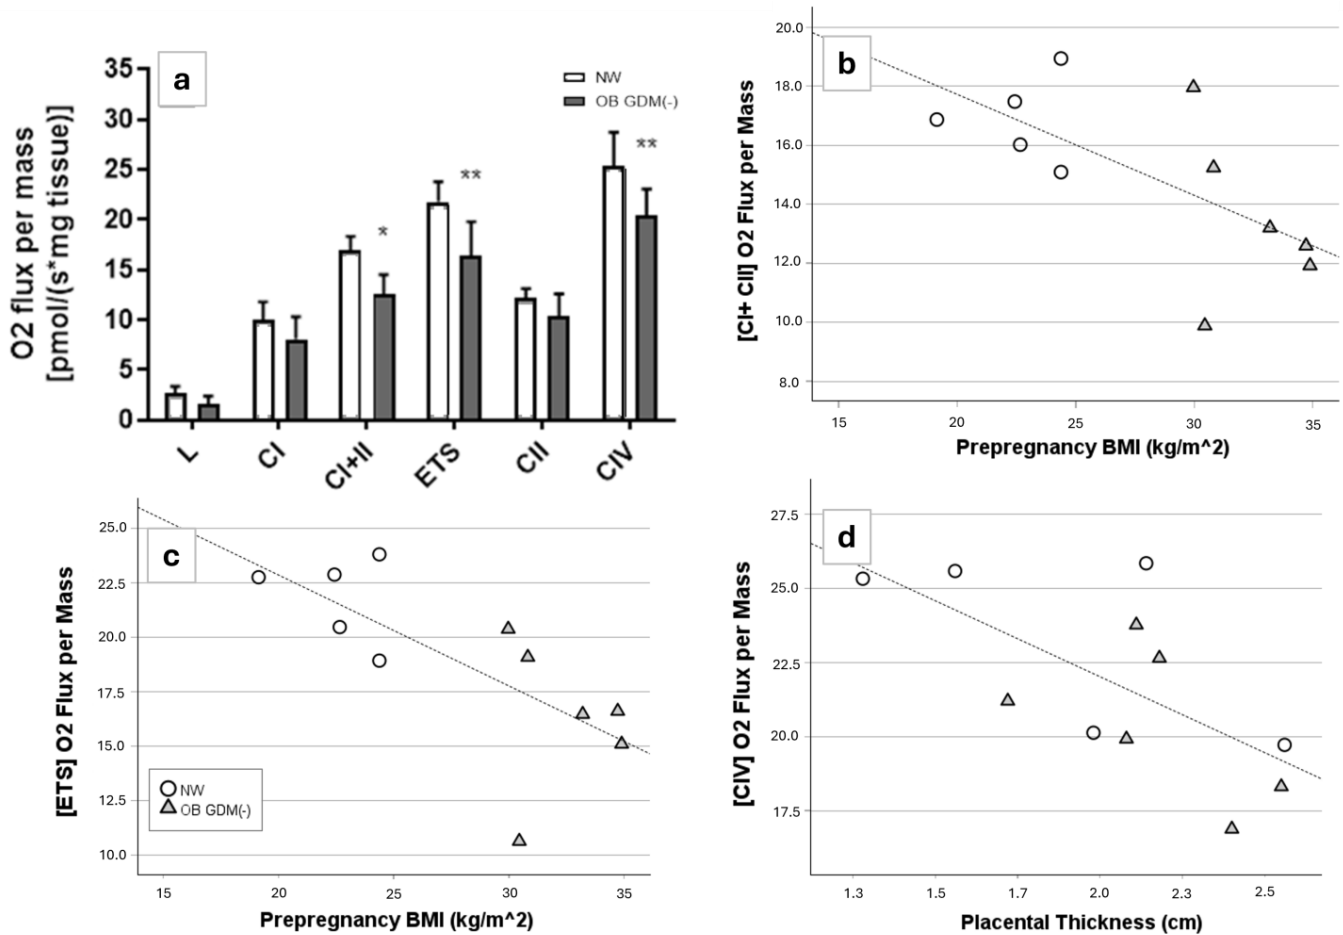 a
NW
OB GDM(-)
O2 flux per mass
[pmol/(s*mg tissue)]
35
30
25
20
15
10
5
0
*
**
**
L
CI
CI+II
ETS
CII
CIV
b
[CI+ CII] O2 Flux per Mass
20.0
18.0
16.0
14.0
12.0
10.0
8.0
15
20
25
30
35
Prepregnancy BMI (kg/m^2)
c
[ETS] O2 Flux per Mass
25.0
22.5
20.0
17.5
15.0
12.5
10.0
NW
OB GDM(-)
15
20
25
30
35
Prepregnancy BMI (kg/m^2)
d
[CIV] O2 Flux per Mass
27.5
25.0
22.5
20.0
17.5
1.3
1.5
1.7
2.0
2.3
2.5
Placental Thickness (cm)